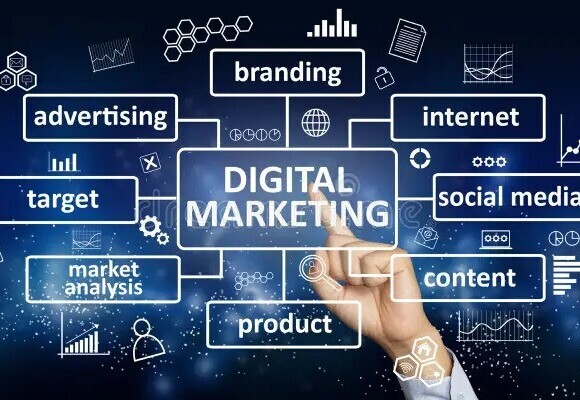 branding
advertising
internet
DIGITAL
MARKETING
target
social media
market
analysis
content
product